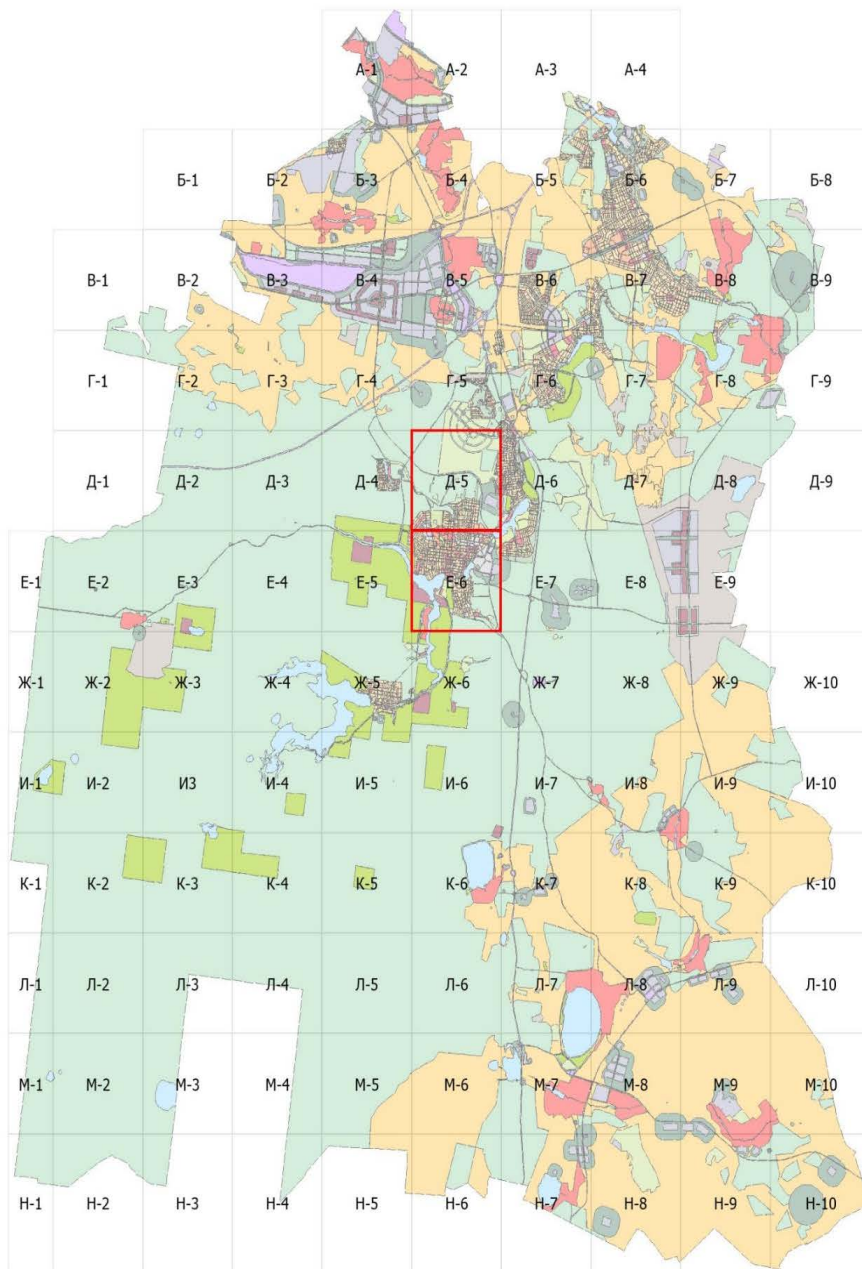 А-1 А-2 А-3 А-4
Б-1 Б-2 Б-3 Б-4 Б-5 Б-6 Б-7 Б-8
В-1 В-2 В-3 В-4 В-5 В-6 В-7 В-8 В-9
Г-1 Г-2 Г-3 Г-4 Г-5 Г-6 Г-7 Г-8 Г-9
Д-1 Д-2 Д-3 Д-4 Д-5 Д-6 Д-7 Д-8 Д-9
Е-1 Е-2 Е-3 Е-4 Е-5 Е-6 Е-7 Е-8 Е-9
Ж-1 Ж-2 Ж-3 Ж-4 Ж-5 Ж-6 Ж-7 Ж-8 Ж-9 Ж-10
И-1 И-2 И3 И-4 И-5 И-6 И-7 И-8 И-9 И-10
К-1 К-2 К-3 К-4 К-5 К-6 К-7 К-8 К-9 К-10
Л-1 Л-2 Л-3 Л-4 Л-5 Л-6 Л-7 Л-8 Л-9 Л-10
М-1 М-2 М-3 М-4 М-5 М-6 М-7 М-8 М-9 М-10
Н-1 Н-2 Н-3 Н-4 Н-5 Н-6 Н-7 Н-8 Н-9 Н-10